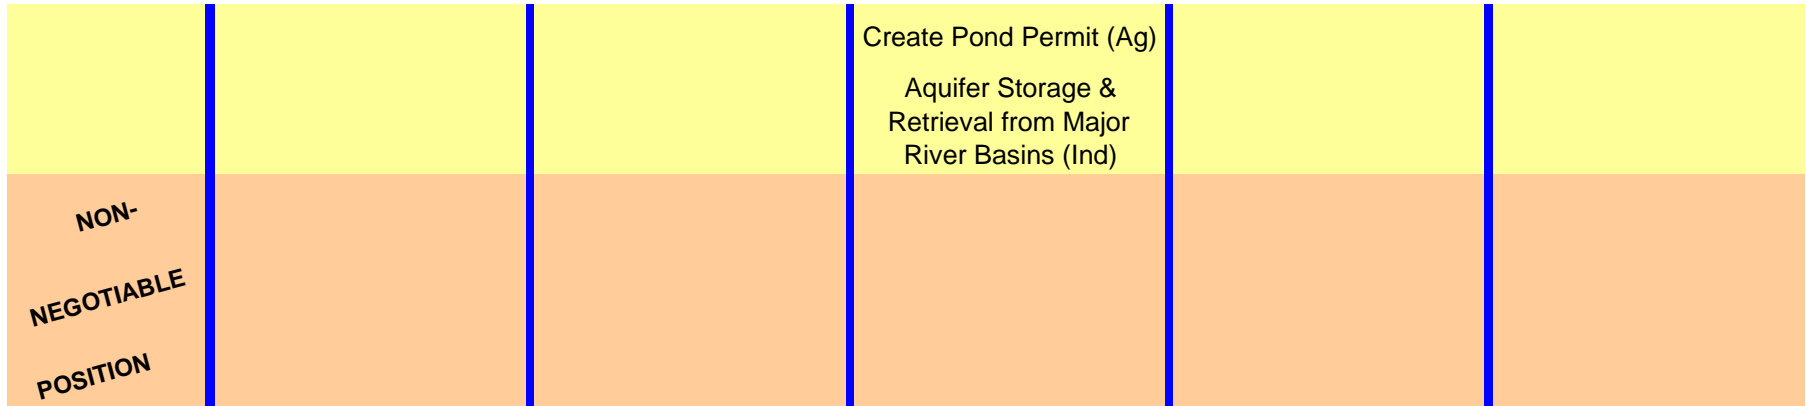 Create Pond Permit (Ag)
Aquifer Storage &
Retrieval from Major
River Basins (Ind)
NON-
NEGOTIABLE
POSITION